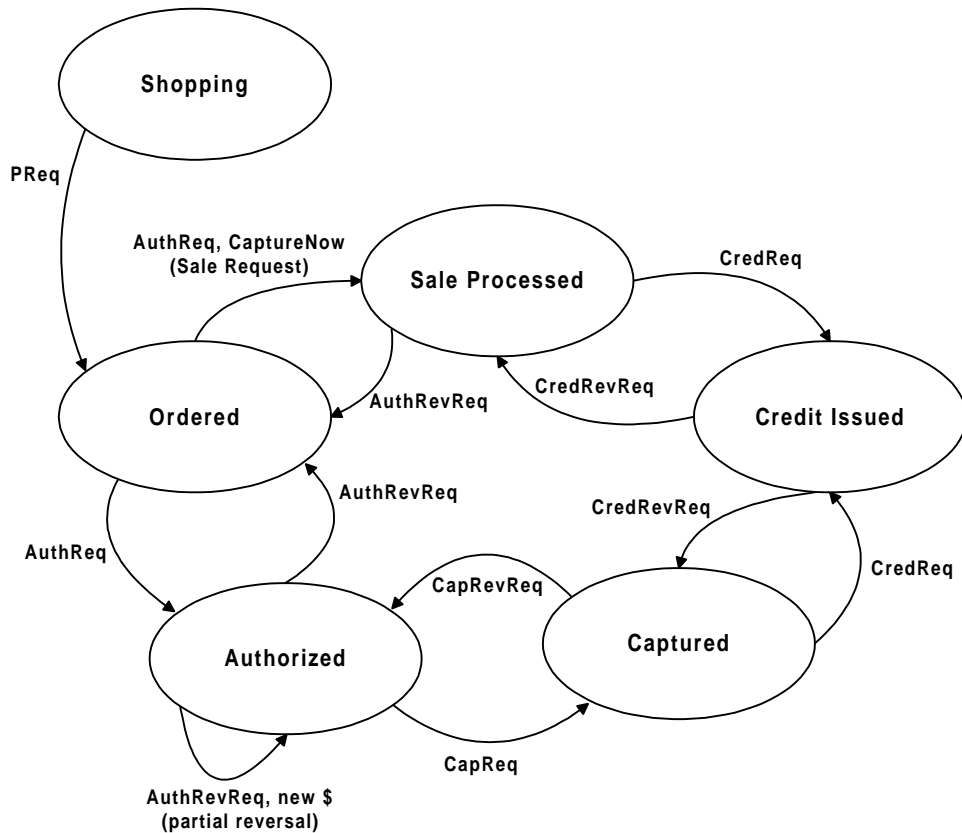 Shopping
PReq
AuthReq, CaptureNow
(Sale Request)
Sale Processed
CredReq
CredRevReq
AuthRevReq
Ordered
Credit Issued
AuthRevReq
CredRevReq
AuthReq
CapRevReq
CredReq
Authorized
Captured
CapReq
AuthRevReq, new $
(partial reversal)